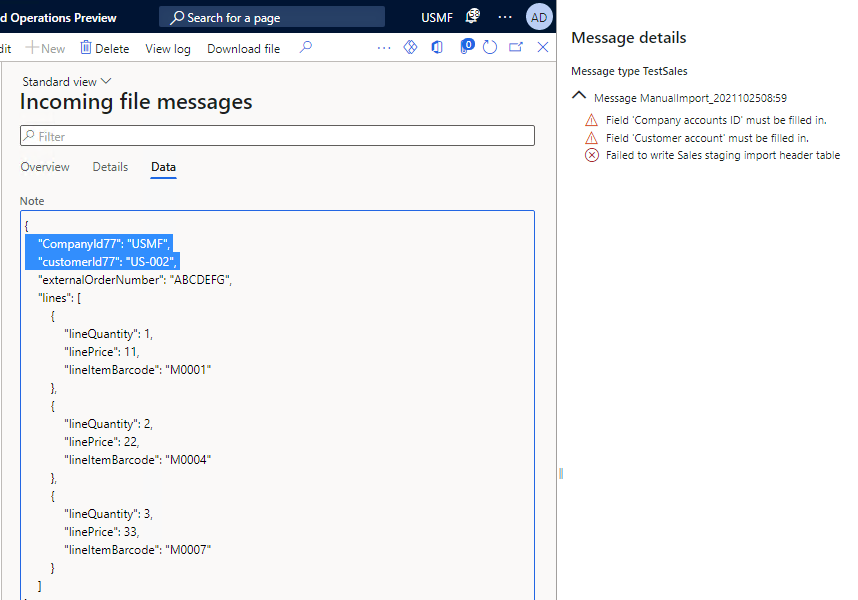 d Operations Preview
Search for a page
USMF
AD
dit
New
Delete
View log
Download file
0
Standard view
Incoming file messages
Filter
Overview
Details
Data
Note
{
"CompanyId77": "USMF",
"customerId77": "US-002",
"externalOrderNumber": "ABCDEFG",
"lines": [
{
"lineQuantity": 1,
"linePrice": 11,
"lineItemBarcode": "M0001"
},
{
"lineQuantity": 2,
"linePrice": 22,
"lineItemBarcode": "M0004"
},
{
"lineQuantity": 3,
"linePrice": 33,
"lineItemBarcode": "M0007"
}
]
Message details
Message type TestSales
Message ManualImport_2021102508:59
Field 'Company accounts ID' must be filled in.
Field 'Customer account' must be filled in.
Failed to write Sales staging import header table